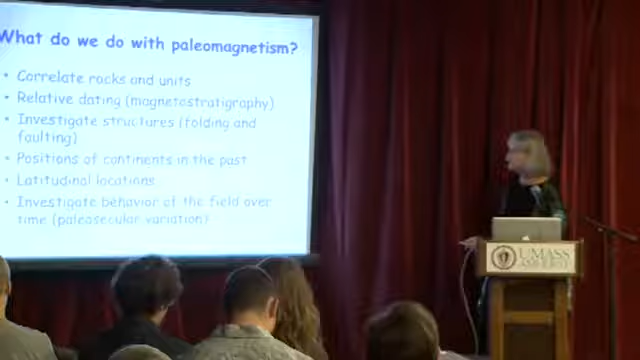 What do we do with paleomagnetism?
• Correlate rocks and units
• Relative dating (magnetostratigraphy)
• Investigate structures (folding and
faulting)
• Positions of continents in the past
• Latitudinal locations
• Investigate behavior of the field over
time (paleosecular variation)
UMASS